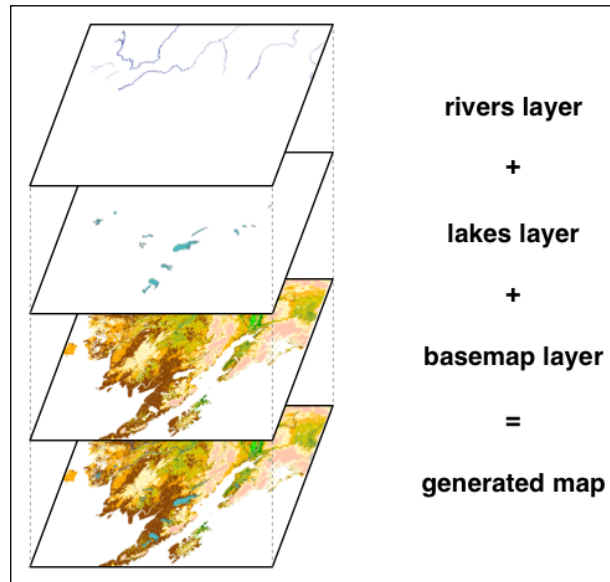 rivers layer
+
lakes layer
+
basemap layer
=
generated map